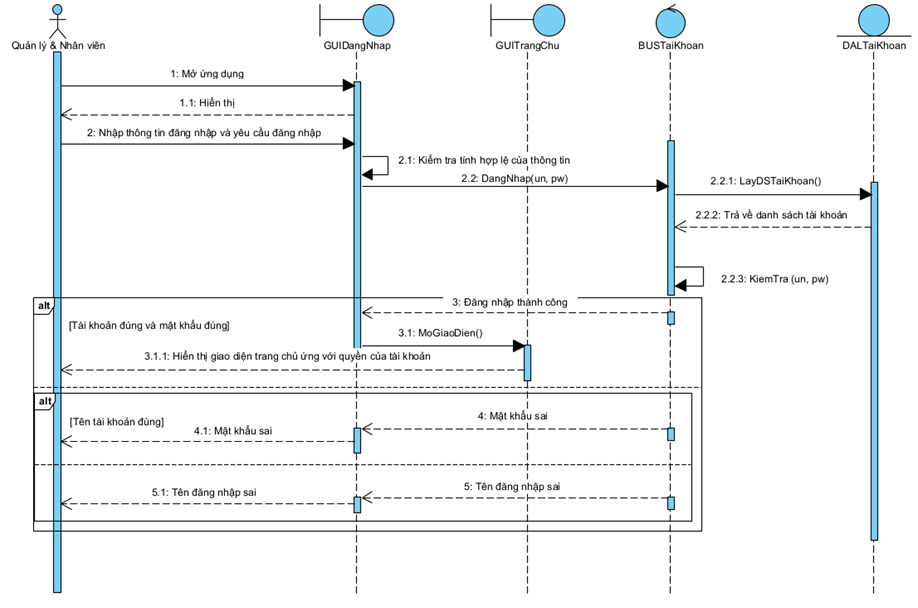 Quản lý & Nhân viên
GUIDangNhap
GUITrangChu
BUSTaiKhoan
DALTaiKhoan
1: Mở ứng dụng
1.1: Hiển thị
2: Nhập thông tin đăng nhập và yêu cầu đăng nhập
2.1: Kiểm tra tính hợp lệ của thông tin
2.2: DangNhap(un, pw)
2.2.1: LayDSTaiKhoan()
2.2.2: Trả về danh sách tài khoản
2.2.3: KiemTra (un, pw)
alt
3: Đăng nhập thành công
[Tài khoản đúng và mật khẩu đúng]
3.1: MoGiaoDien()
3.1.1: Hiển thị giao diện trang chủ ứng với quyền của tài khoản
alt
[Tên tài khoản đúng]
4: Mật khẩu sai
4.1: Mật khẩu sai
5: Tên đăng nhập sai
5.1: Tên đăng nhập sai